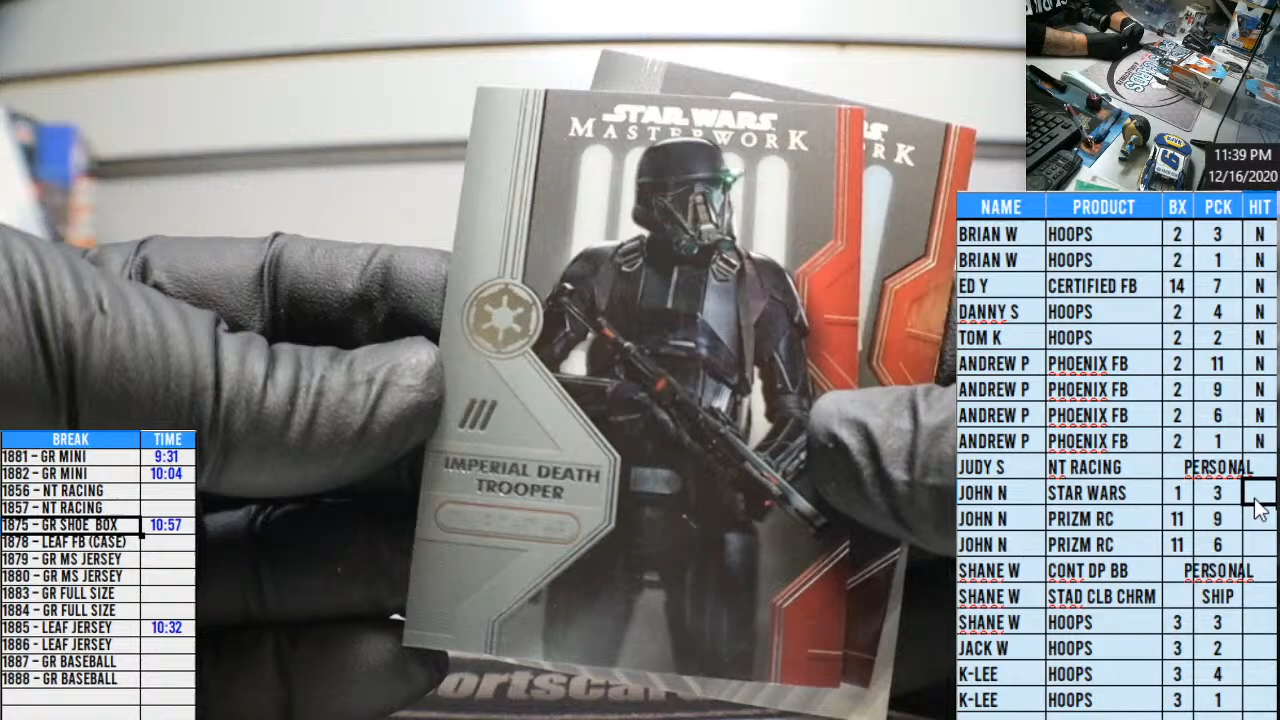 STAR WARS
MASTERWORK
RS.
RK
IMPERIAL DEATH
TROOPER
ortscar
6
11:39 PM
12/16/2020
NAME PRODUCT BX PCK HIT
BRIAN W HOOPS 2 3 N
BRIAN W HOOPS 2 1 N
ED Y CERTIFIED FB 14 7 N
DANNY S HOOPS 2 4 N
TOM K HOOPS 2 2 N
ANDREW P PHOENIX FB 2 11 N
ANDREW P PHOENIX FB 2 9 N
ANDREW P PHOENIX FB 2 6 N
ANDREW P PHOENIX FB 2 1 N
JUDY S NT RACING PERSONAL
JOHN N STAR WARS 1 3
JOHN N PRIZM RC 11 9
JOHN N PRIZM RC 11 6
SHANE W CONT DP BB PERSONAL
SHANE W STAD CLB CHRM SHIP
SHANE W HOOPS 3 3
JACK W HOOPS 3 2
K-LEE HOOPS 3 4
K-LEE HOOPS 3 1
BREAK TIME
1881 - GR MINI 9:31
1882 - GR MINI 10:04
1856 - NT RACING
1857 - NT RACING
1875 - GR SHOE BOX 10:57
1878 - LEAF FB (CASE)
1879 - GR MS JERSEY
1880 - GR MS JERSEY
1883 - GR FULL SIZE
1884 - GR FULL SIZE
1885 - LEAF JERSEY 10:32
1886 - LEAF JERSEY
1887 - GR BASEBALL
1888 - GR BASEBALL